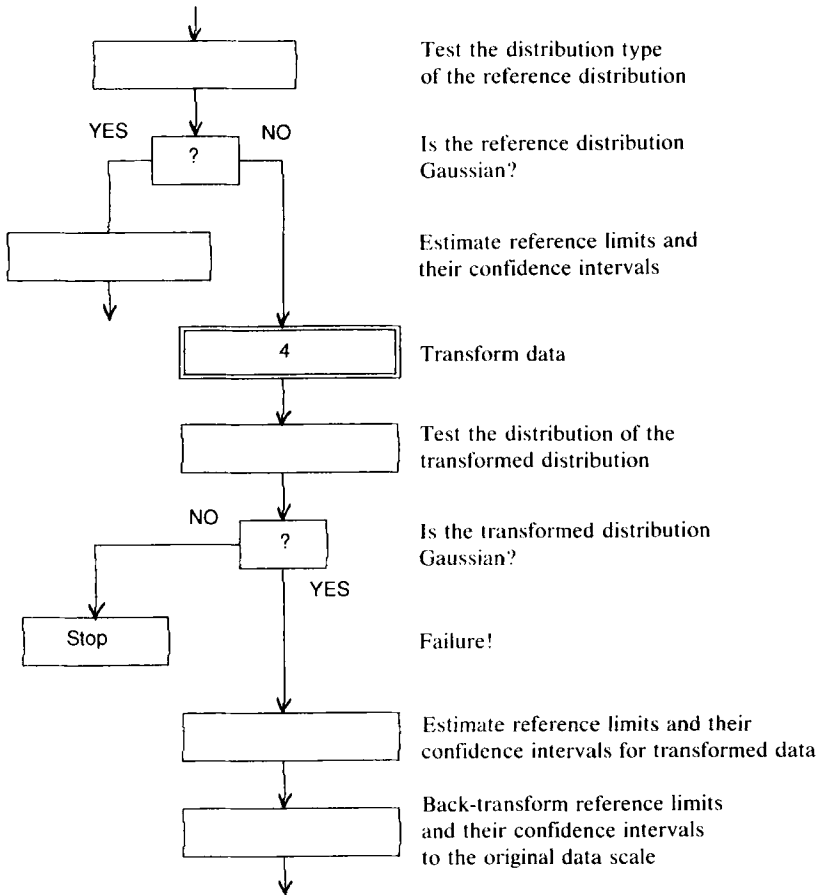 Test the distribution type
of the reference distribution
YES
NO
?
Is the reference distribution
Gaussian?
Estimate reference limits and
their confidence intervals
4
Transform data
Test the distribution of the
transformed distribution
NO
?
Is the transformed distribution
Gaussian?
YES
Stop
Failure!
Estimate reference limits and their
confidence intervals for transformed data
Back-transform reference limits
and their confidence intervals
to the original data scale